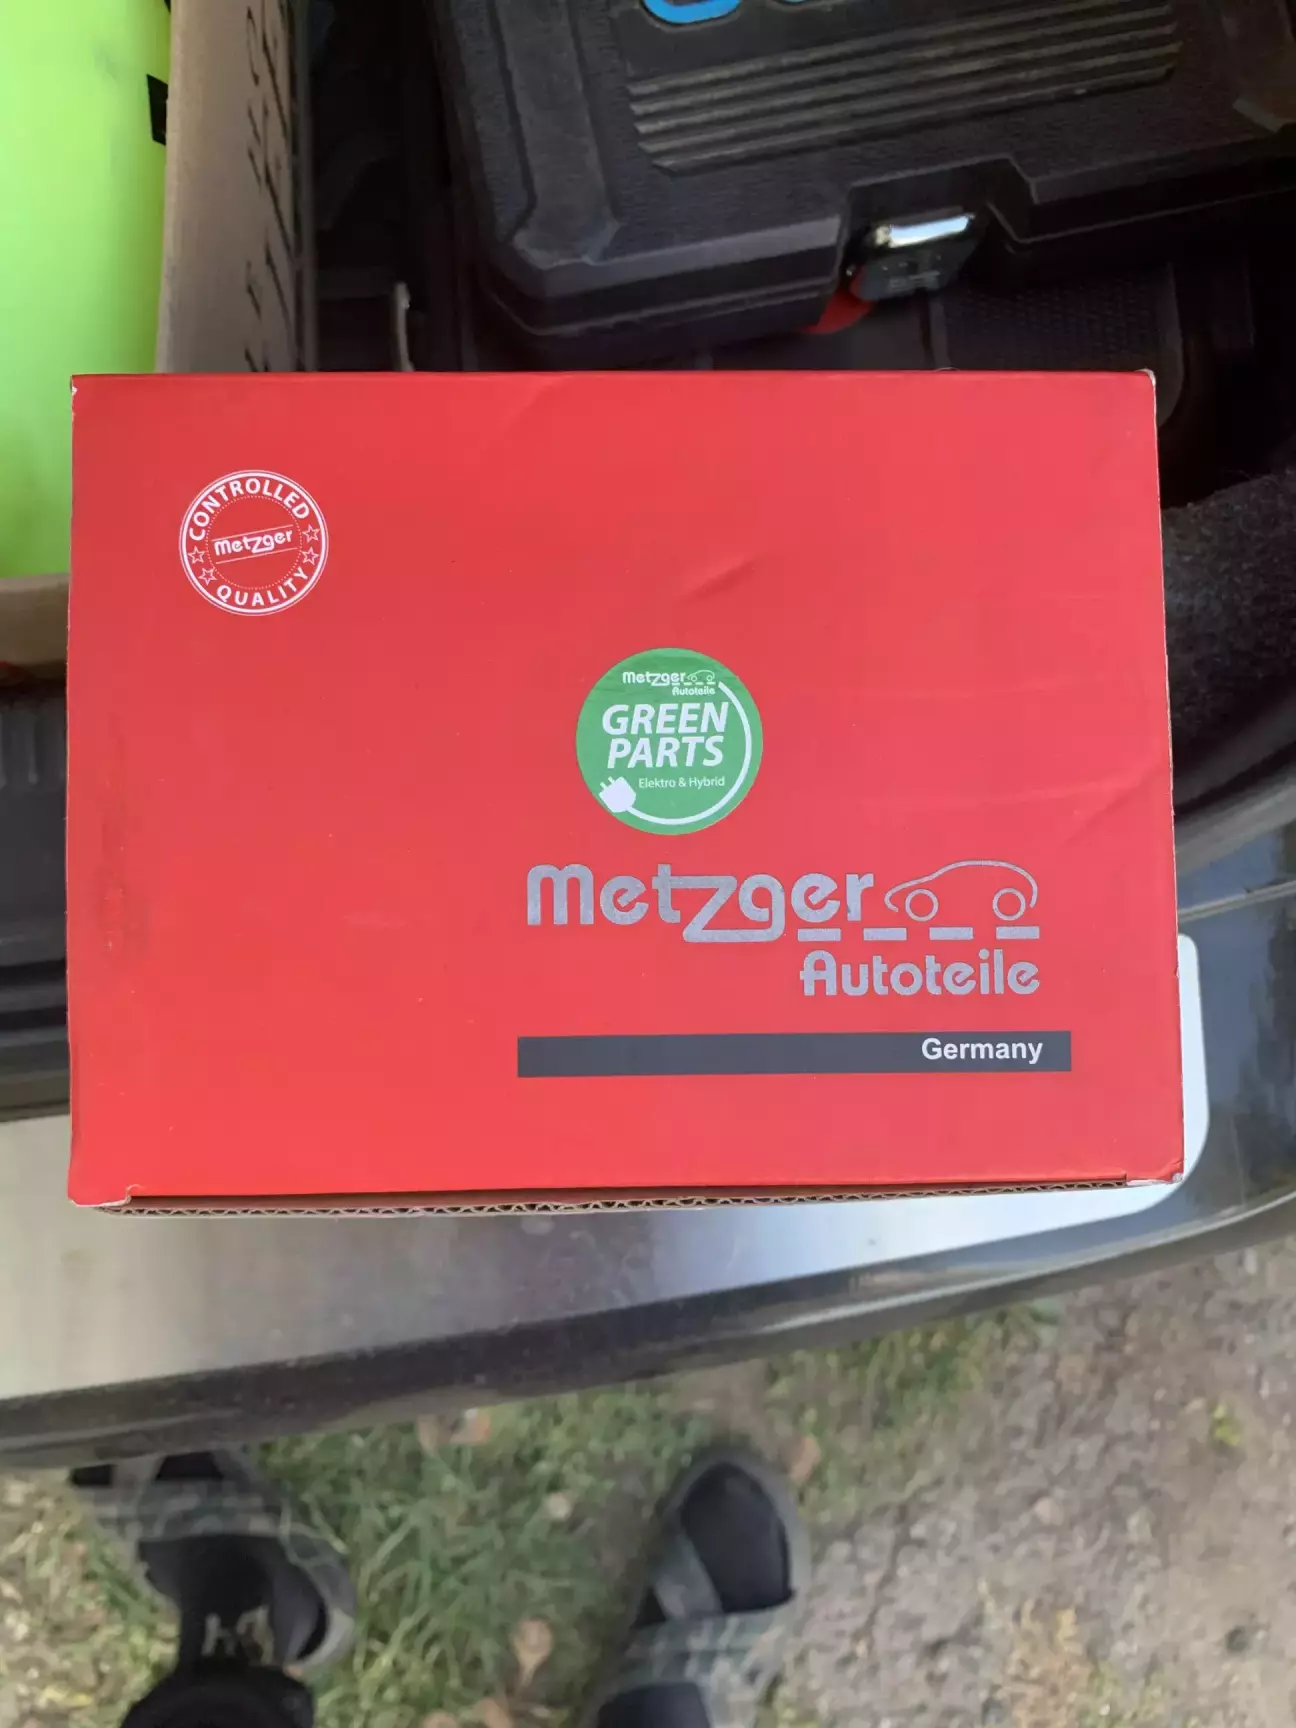 CONTROLLED
metzger
QUALITY
metzger
Autoteile
GREEN
PARTS
Elektro & Hybrid
metzger
Autoteile
Germany